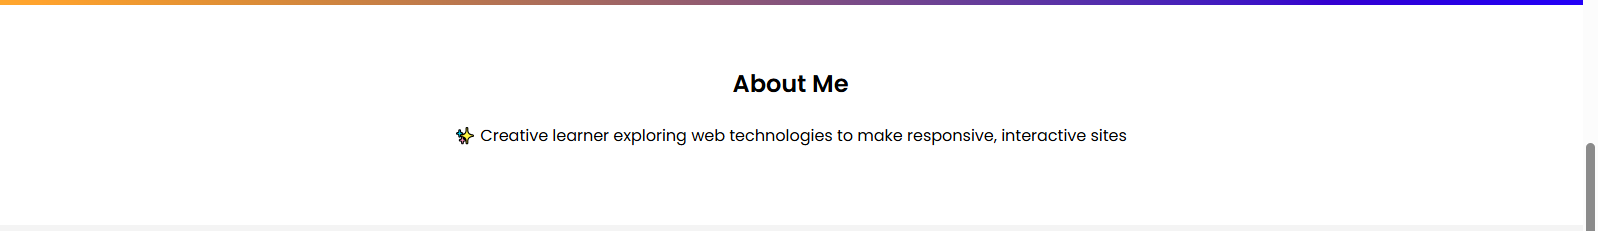 About Me
✨ Creative learner exploring web technologies to make responsive, interactive sites